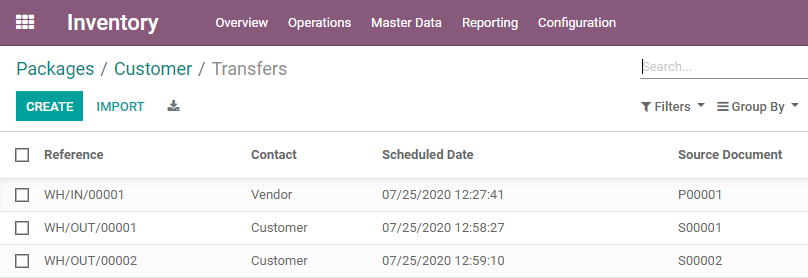 Inventory Overview Operations Master Data Reporting Configuration
Packages / Customer / Transfers
Search...
CREATE IMPORT Filters Group By
Reference Contact Scheduled Date Source Document
WH/IN/00001 Vendor 07/25/2020 12:27:41 P00001
WH/OUT/00001 Customer 07/25/2020 12:58:27 S00001
WH/OUT/00002 Customer 07/25/2020 12:59:10 S00002